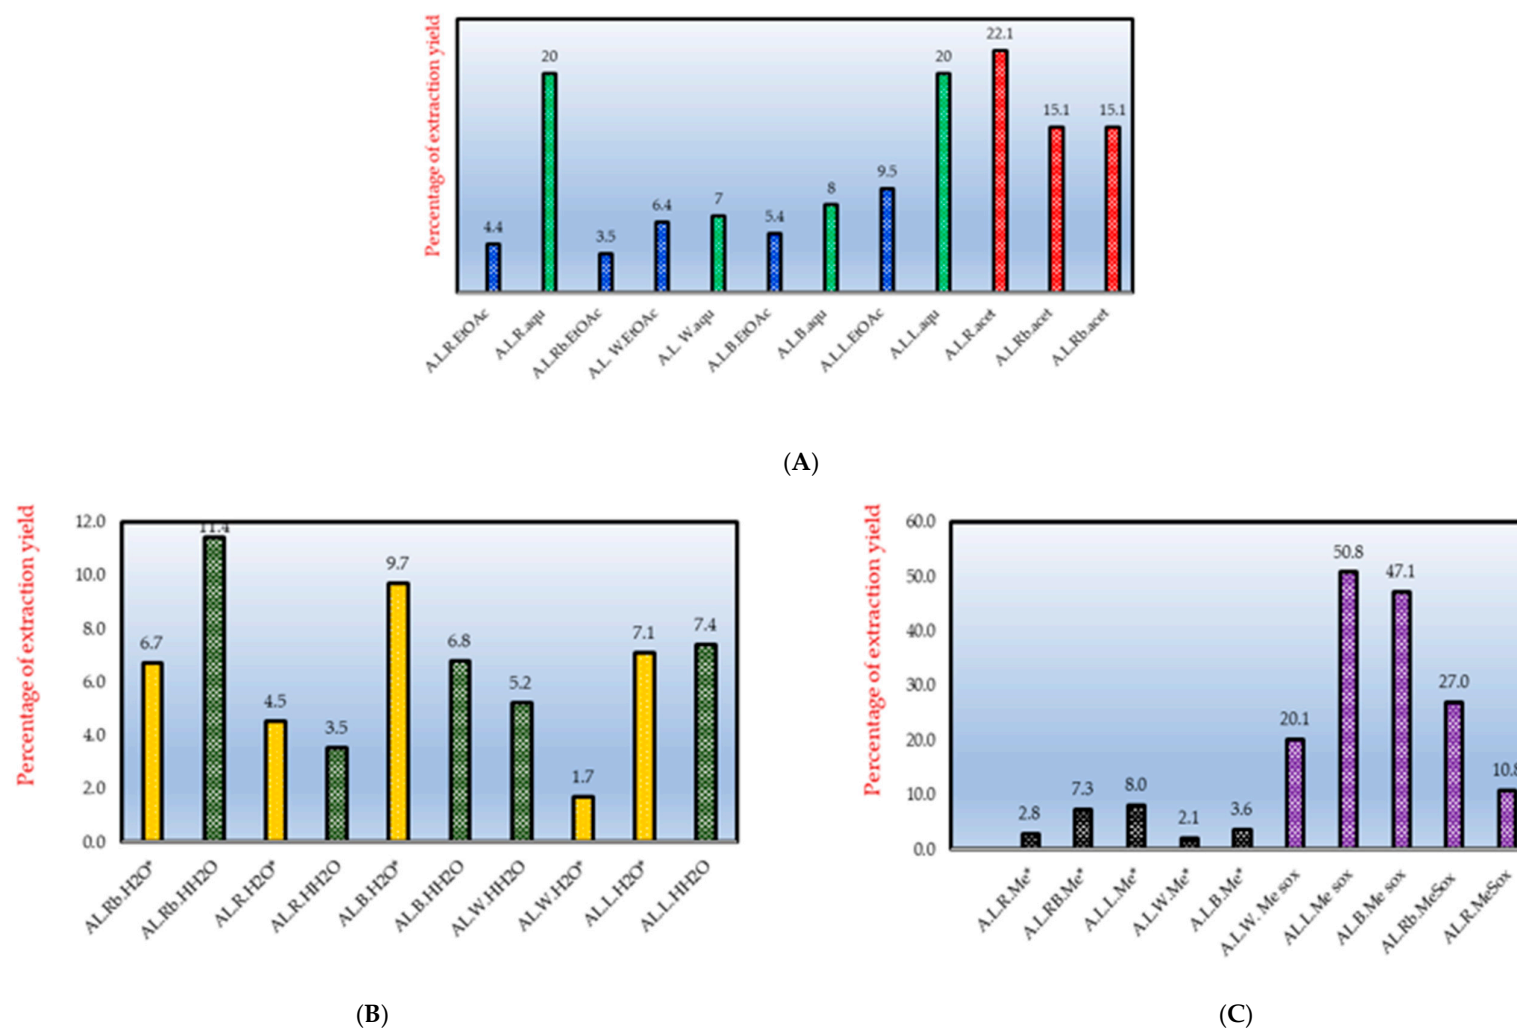 Percentage of extraction yield
22.1
20
20
15.1
15.1
9.5
8
7
6.4
5.4
4.4
3.5
A.L.R.EtOAc
A.L.R.aqu
A.L.Rb.EtOAc
A.L. W.EtOAc
A.L. W.aqu
A.L.B.EtOAc
A.L.B.aqu
A.L.L.EtOAc
A.L.L.aqu
A.L.R.acet
A.L.Rb.acet
A.L.Rb.acet
(A)
Percentage of extraction yield
12.0
10.0
8.0
6.0
4.0
2.0
0.0
6.7
11.4
4.5
3.5
9.7
6.8
5.2
1.7
7.1
7.4
AL.Rb.H2O*
AL.Rb.HH2O
AL.R.H2O*
AL.R.HH2O
AL.B.H2O*
AL.B.HH2O
AL.W.HH2O
AL.W.H2O*
AL.L.H2O*
AL.L.HH2O
(B)
Percentage of extraction yield
60.0
50.0
40.0
30.0
20.0
10.0
0.0
2.8
7.3
8.0
2.1
3.6
20.1
50.8
47.1
27.0
10.8
A.L.R.Me*
A.L.RB.Me*
A.L.L.Me*
A.L.W.Me*
A.L.B.Me*
A.L.W. Me sox
AL.L.Me sox
AL.B.Me sox
AL.Rb.MeSox
AL.R.MeSox
(C)